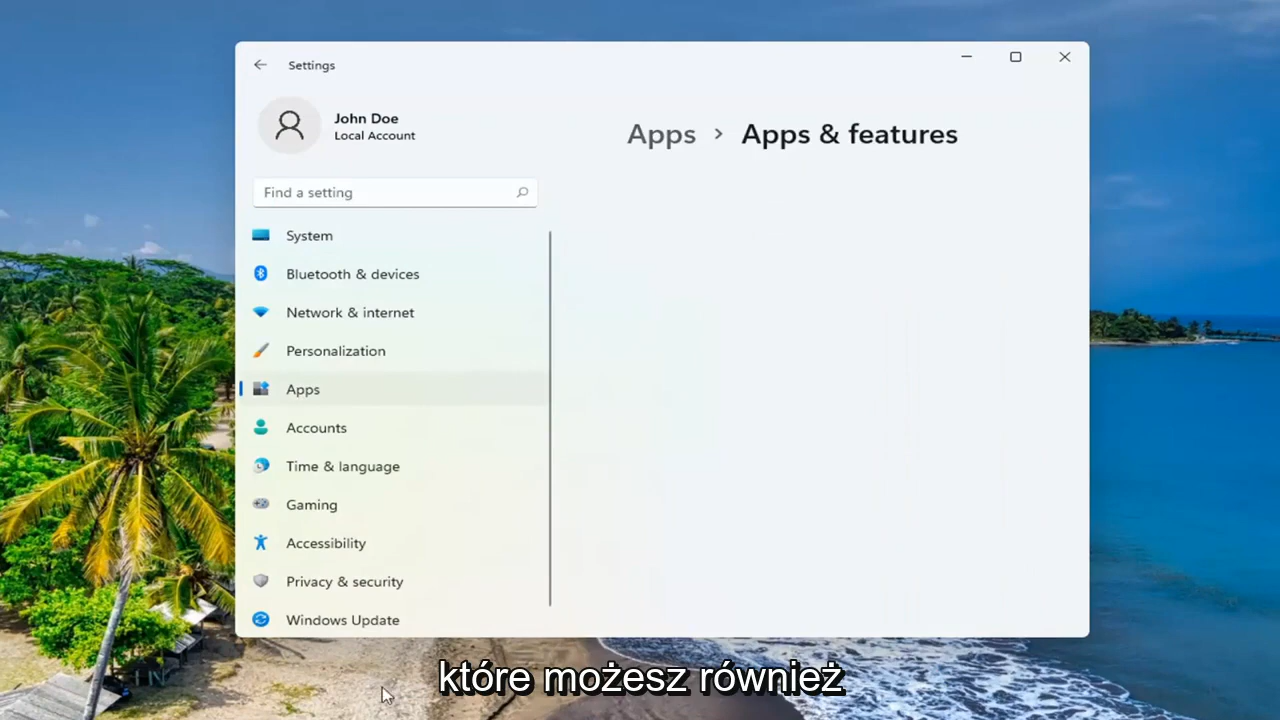 Settings
John Doe
Local Account
Apps > Apps & features
Find a setting
System
Bluetooth & devices
Network & internet
Personalization
Apps
Accounts
Time & language
Gaming
Accessibility
Privacy & security
Windows Update
które możesz również